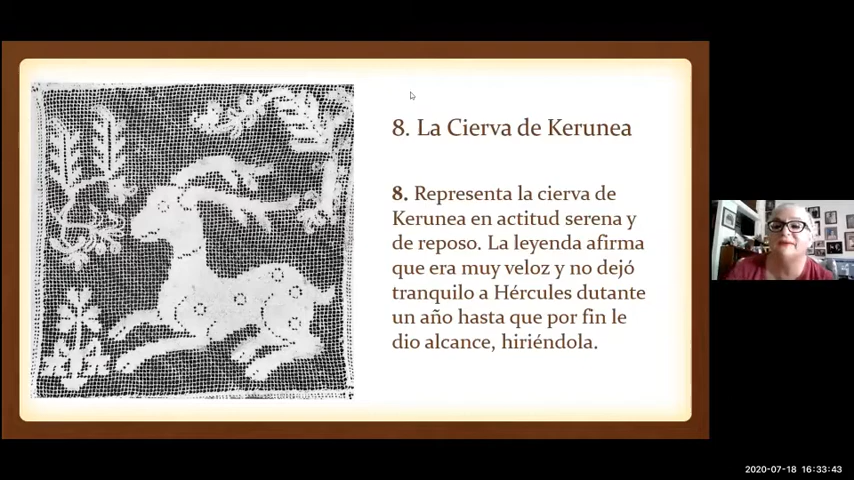 8. La Cierva de Kerunea
8. Representa la cierva de
Kerunea en actitud serena y
de reposo. La leyenda afirma
que era muy veloz y no dejó
tranquilo a Hércules dutante
un año hasta que por fin le
dio alcance, hiriéndola.
2020-07-18 16:33:43